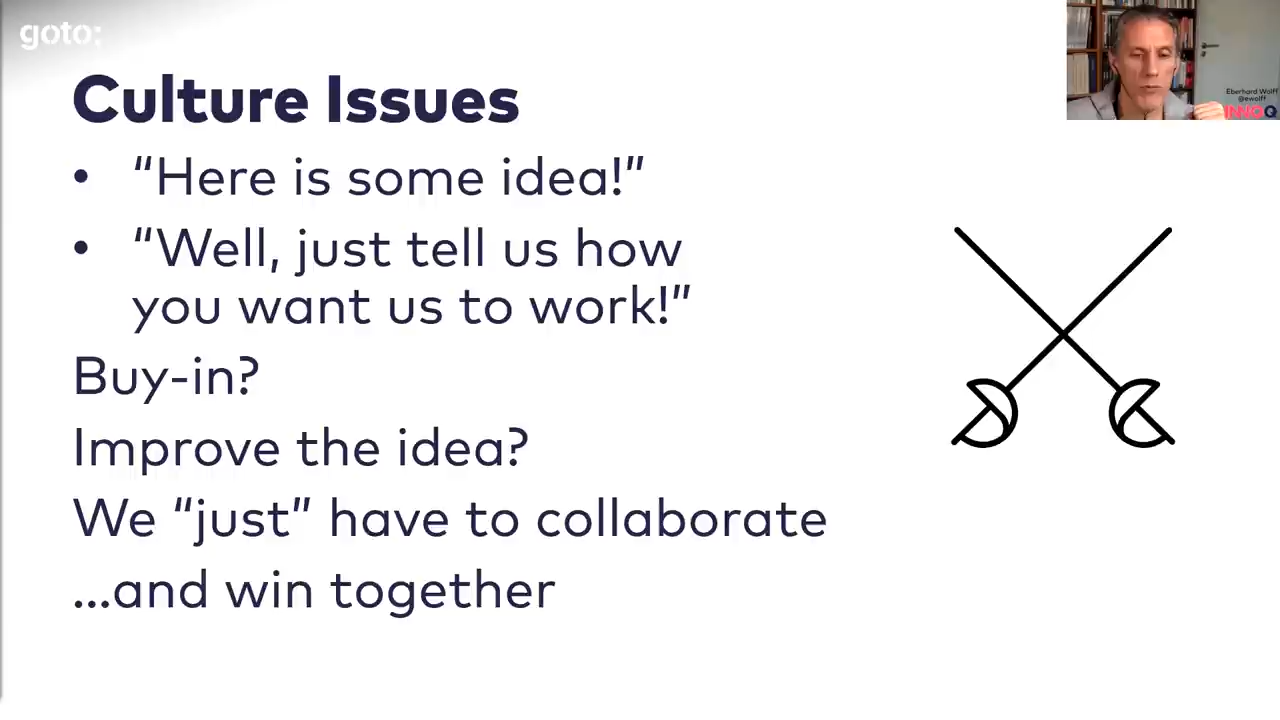 goto;
Culture Issues
• “Here is some idea!”
• “Well, just tell us how
you want us to work!”
Buy-in?
Improve the idea?
We “just” have to collaborate
...and win together
Eberhard Wolff
@ewolff
INNOQ